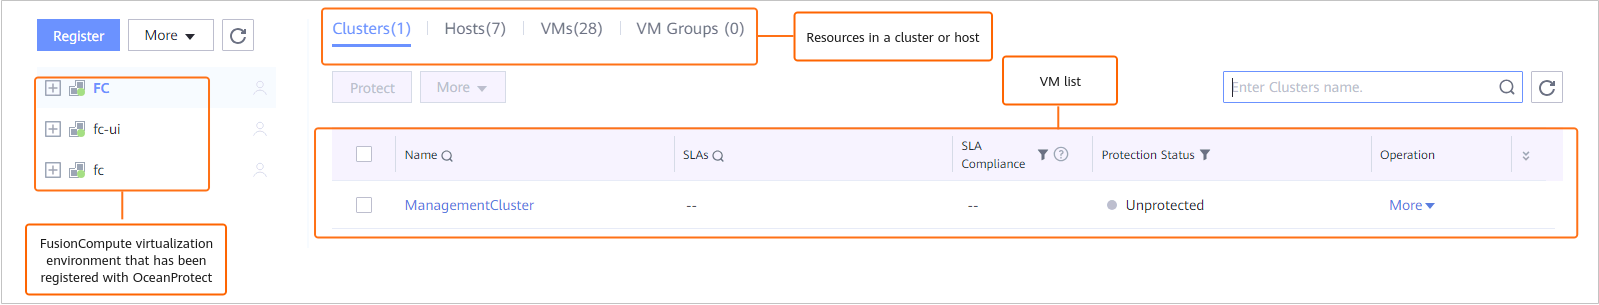 Register
More
FC
fc-ui
fc
FusionCompute virtualization
environment that has been
registered with OceanProtect
Clusters(1)
Hosts(7)
VMs(28)
VM Groups (0)
Resources in a cluster or host
Protect
More
VM list
Enter Clusters name.
Name
SLAs
SLA
Compliance
Protection Status
Operation
ManagementCluster
--
--
Unprotected
More